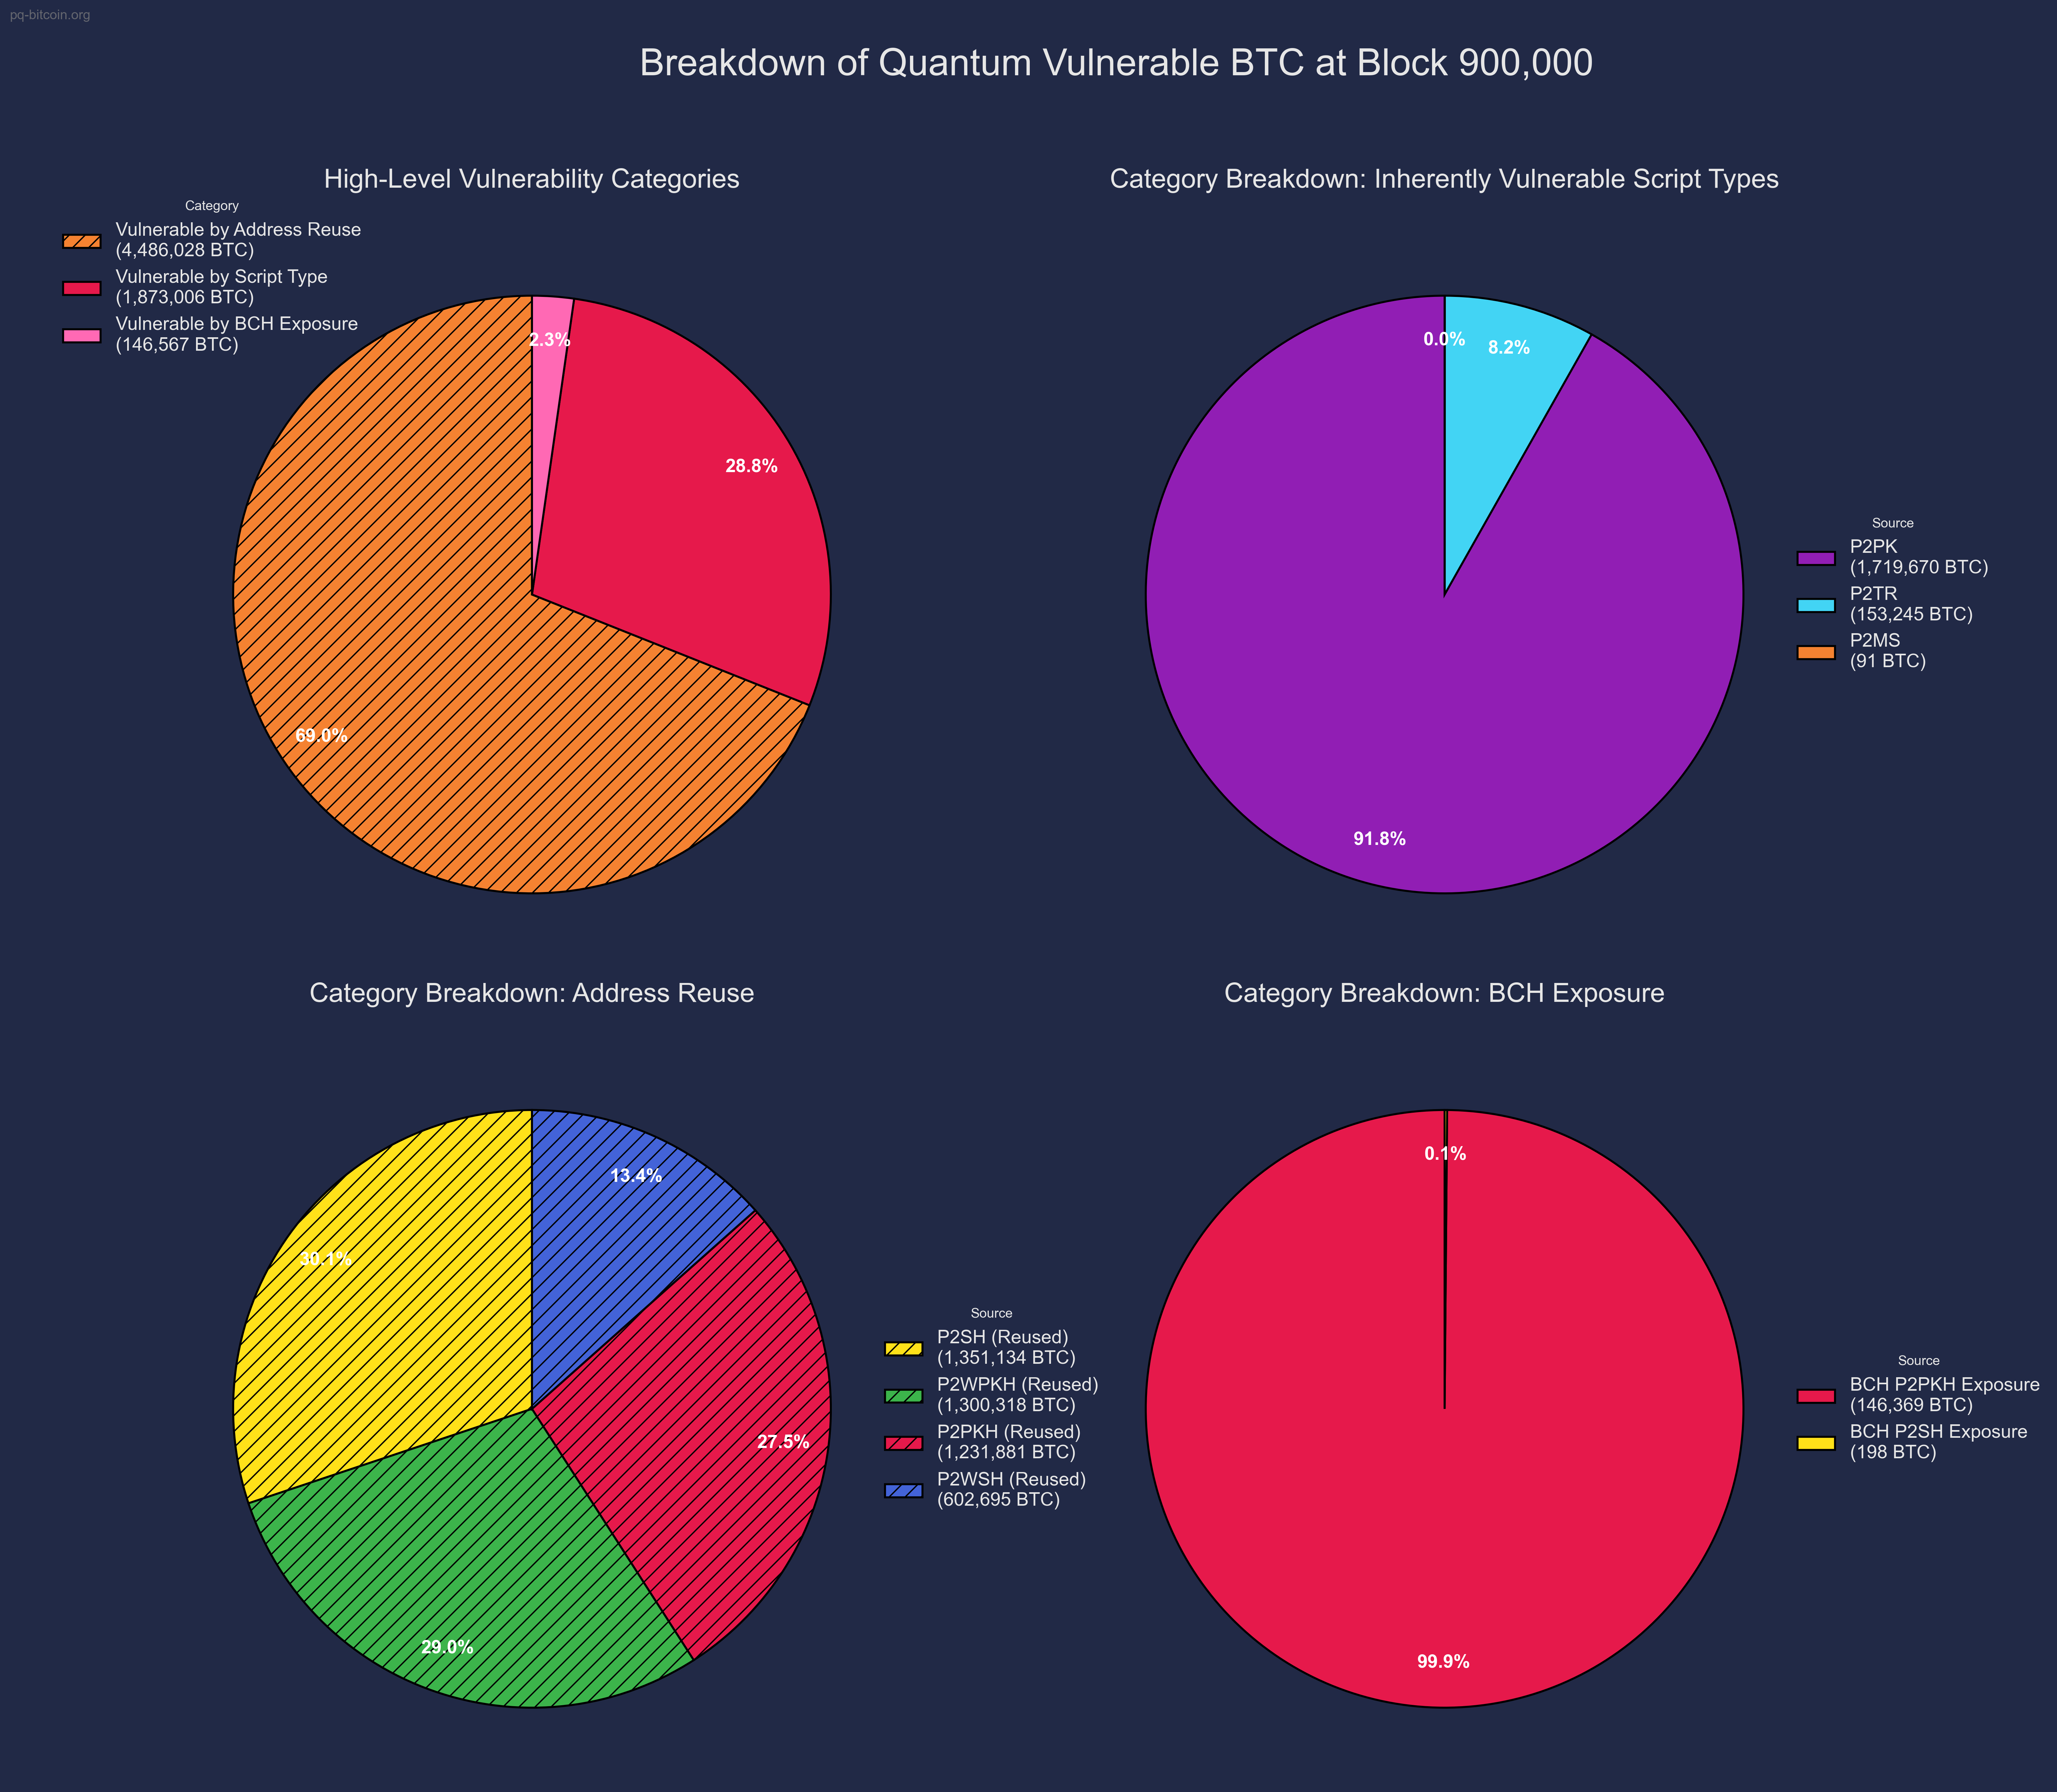 pq-bitcoin.org
Breakdown of Quantum Vulnerable BTC at Block 900,000
High-Level Vulnerability Categories
Category
Vulnerable by Address Reuse
(4,486,028 BTC)
Vulnerable by Script Type
(1,873,006 BTC)
Vulnerable by BCH Exposure
(146,567 BTC)
2.3%
28.8%
69.0%
Category Breakdown: Inherently Vulnerable Script Types
0.0%
8.2%
91.8%
Source
P2PK
(1,719,670 BTC)
P2TR
(153,245 BTC)
P2MS
(91 BTC)
Category Breakdown: Address Reuse
13.4%
30.1%
27.5%
29.0%
Source
P2SH (Reused)
(1,351,134 BTC)
P2WPKH (Reused)
(1,300,318 BTC)
P2PKH (Reused)
(1,231,881 BTC)
P2WSH (Reused)
(602,695 BTC)
Category Breakdown: BCH Exposure
0.1%
99.9%
Source
BCH P2PKH Exposure
(146,369 BTC)
BCH P2SH Exposure
(198 BTC)